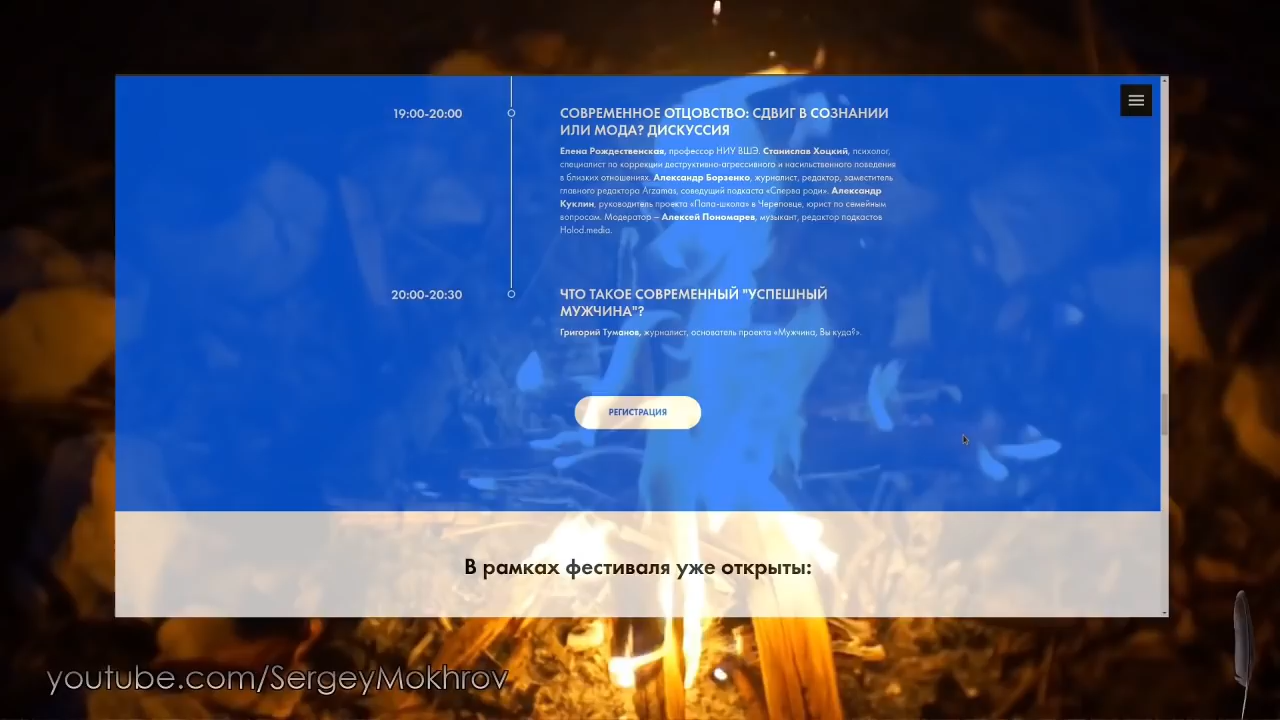 19:00-20:00
СОВРЕМЕННОЕ ОТЦОВСТВО: СДВИГ В СОЗНАНИИ
ИЛИ МОДА? ДИСКУССИЯ
Елена Рождественская, профессор НИУ ВШЭ. Станислав Хоцкий, психолог,
специалист по коррекции деструктивно-агрессивного и насильственного поведения
в близких отношениях. Александр Борзенко, журналист, редактор, заместитель
главного редактора Arzamas, соведущий подкаста «Сперва роди». Александр
Куклин, руководитель проекта «Папа-школа» в Череповце, юрист по семейным
вопросам. Модератор – Алексей Пономарев, музыкант, редактор подкастов
Holod.media.
20:00-20:30
ЧТО ТАКОЕ СОВРЕМЕННЫЙ "УСПЕШНЫЙ
МУЖЧИНА"?
Григорий Туманов, журналист, основатель проекта «Мужчина, Вы куда?».
РЕГИСТРАЦИЯ
В рамках фестиваля уже открыты:
youtube.com/SergeyMokhrov